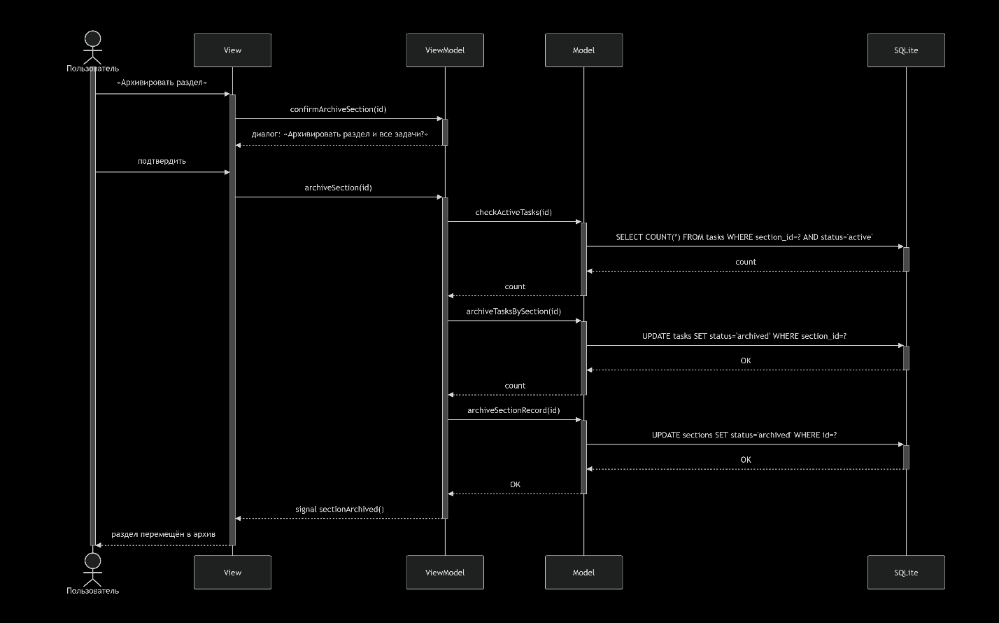 View
ViewModel
Model
SQLite
Пользователь
«Архивировать раздел»
confirmArchiveSection(id)
диалог: «Архивировать раздел и все задачи?»
подтвердить
archiveSection(id)
checkActiveTasks(id)
SELECT COUNT(*) FROM tasks WHERE section_id=? AND status='active'
count
count
archiveTasksBySection(id)
UPDATE tasks SET status='archived' WHERE section_id=?
OK
count
archiveSectionRecord(id)
UPDATE sections SET status='archived' WHERE id=?
OK
OK
signal sectionArchived()
раздел перемещён в архив
View
ViewModel
Model
SQLite
Пользователь